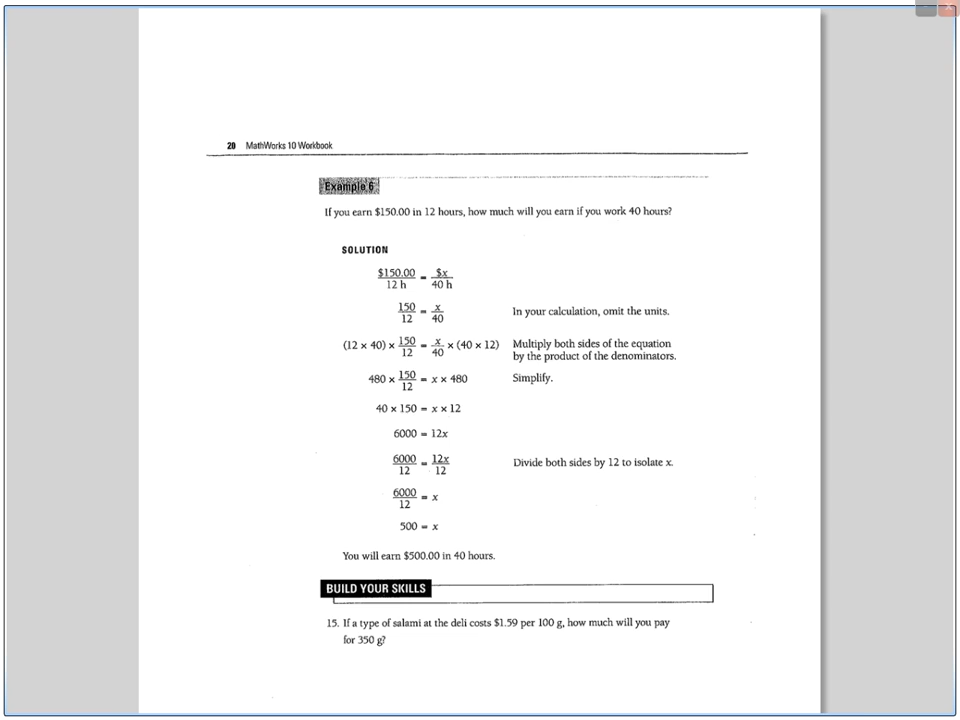 20 MathWorks 10 Workbook
Example 6
If you earn $150.00 in 12 hours, how much will you earn if you work 40 hours?
SOLUTION
$150.00 / 12 h = $x / 40 h
150 / 12 = x / 40 In your calculation, omit the units.
(12 × 40) × 150 / 12 = x / 40 × (40 × 12) Multiply both sides of the equation
by the product of the denominators.
480 × 150 / 12 = x × 480 Simplify.
40 × 150 = x × 12
6000 = 12x
6000 / 12 = 12x / 12 Divide both sides by 12 to isolate x.
6000 / 12 = x
500 = x
You will earn $500.00 in 40 hours.
BUILD YOUR SKILLS
15. If a type of salami at the deli costs $1.59 per 100 g, how much will you pay
for 350 g?